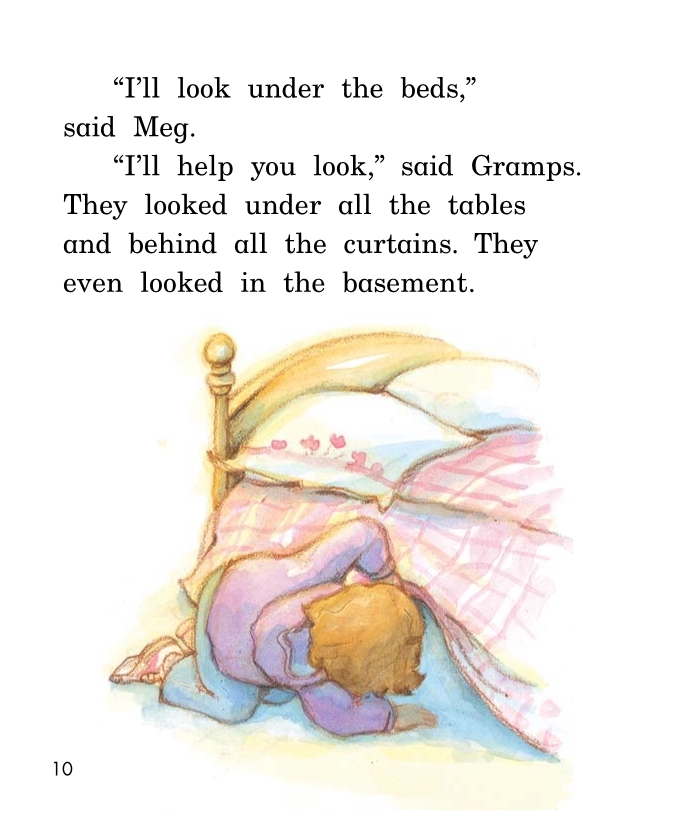 “I’ll look under the beds,”
said Meg.
“I’ll help you look,” said Gramps.
They looked under all the tables
and behind all the curtains. They
even looked in the basement.
10